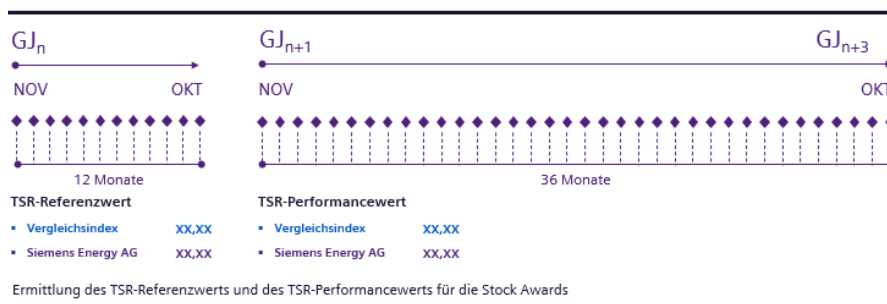 GJn GJn+1 GJn+3
NOV OKT NOV OKT
12 Monate 36 Monate
TSR-Referenzwert TSR-Performancewert
▪ Vergleichsindex XX,XX ▪ Vergleichsindex XX,XX
▪ Siemens Energy AG XX,XX ▪ Siemens Energy AG XX,XX
Ermittlung des TSR-Referenzwerts und des TSR-Performancewerts für die Stock Awards